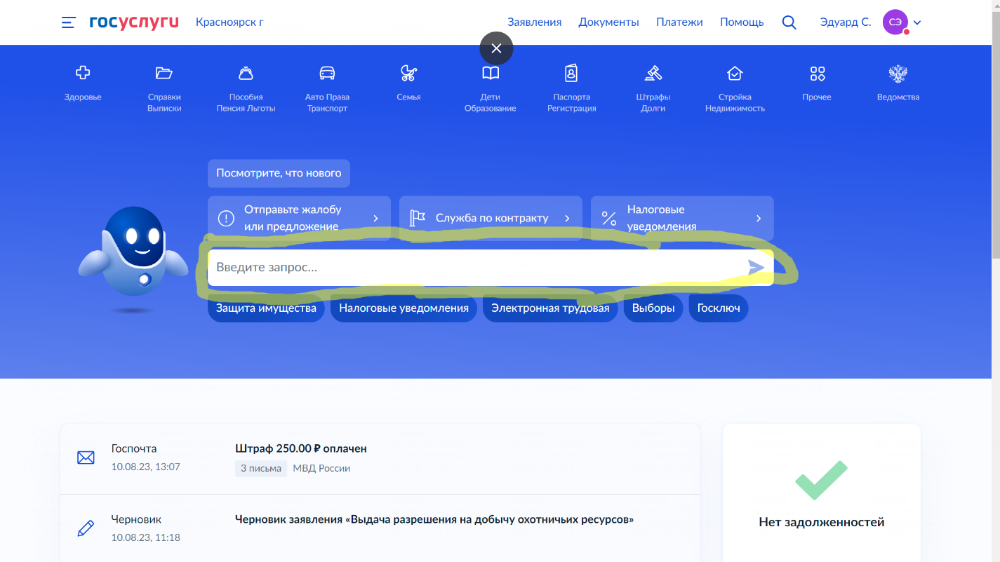 госуслуги
Красноярск г
Заявления
Документы
Платежи
Помощь
Эдуард С.
СЭ
Здоровье
Справки
Выписки
Пособия
Пенсия Льготы
Авто Права
Транспорт
Семья
Дети
Образование
Паспорта
Регистрация
Штрафы
Долги
Стройка
Недвижимость
Прочее
Ведомства
Посмотрите, что нового
Отправьте жалобу
или предложение
Служба по контракту
Налоговые
уведомления
Введите запрос...
Защита имущества
Налоговые уведомления
Электронная трудовая
Выборы
Госключ
Госпочта
10.08.23, 13:07
Штраф 250.00 ₽ оплачен
3 письма
МВД России
Черновик
10.08.23, 11:18
Черновик заявления «Выдача разрешения на добычу охотничьих ресурсов»
Нет задолженностей